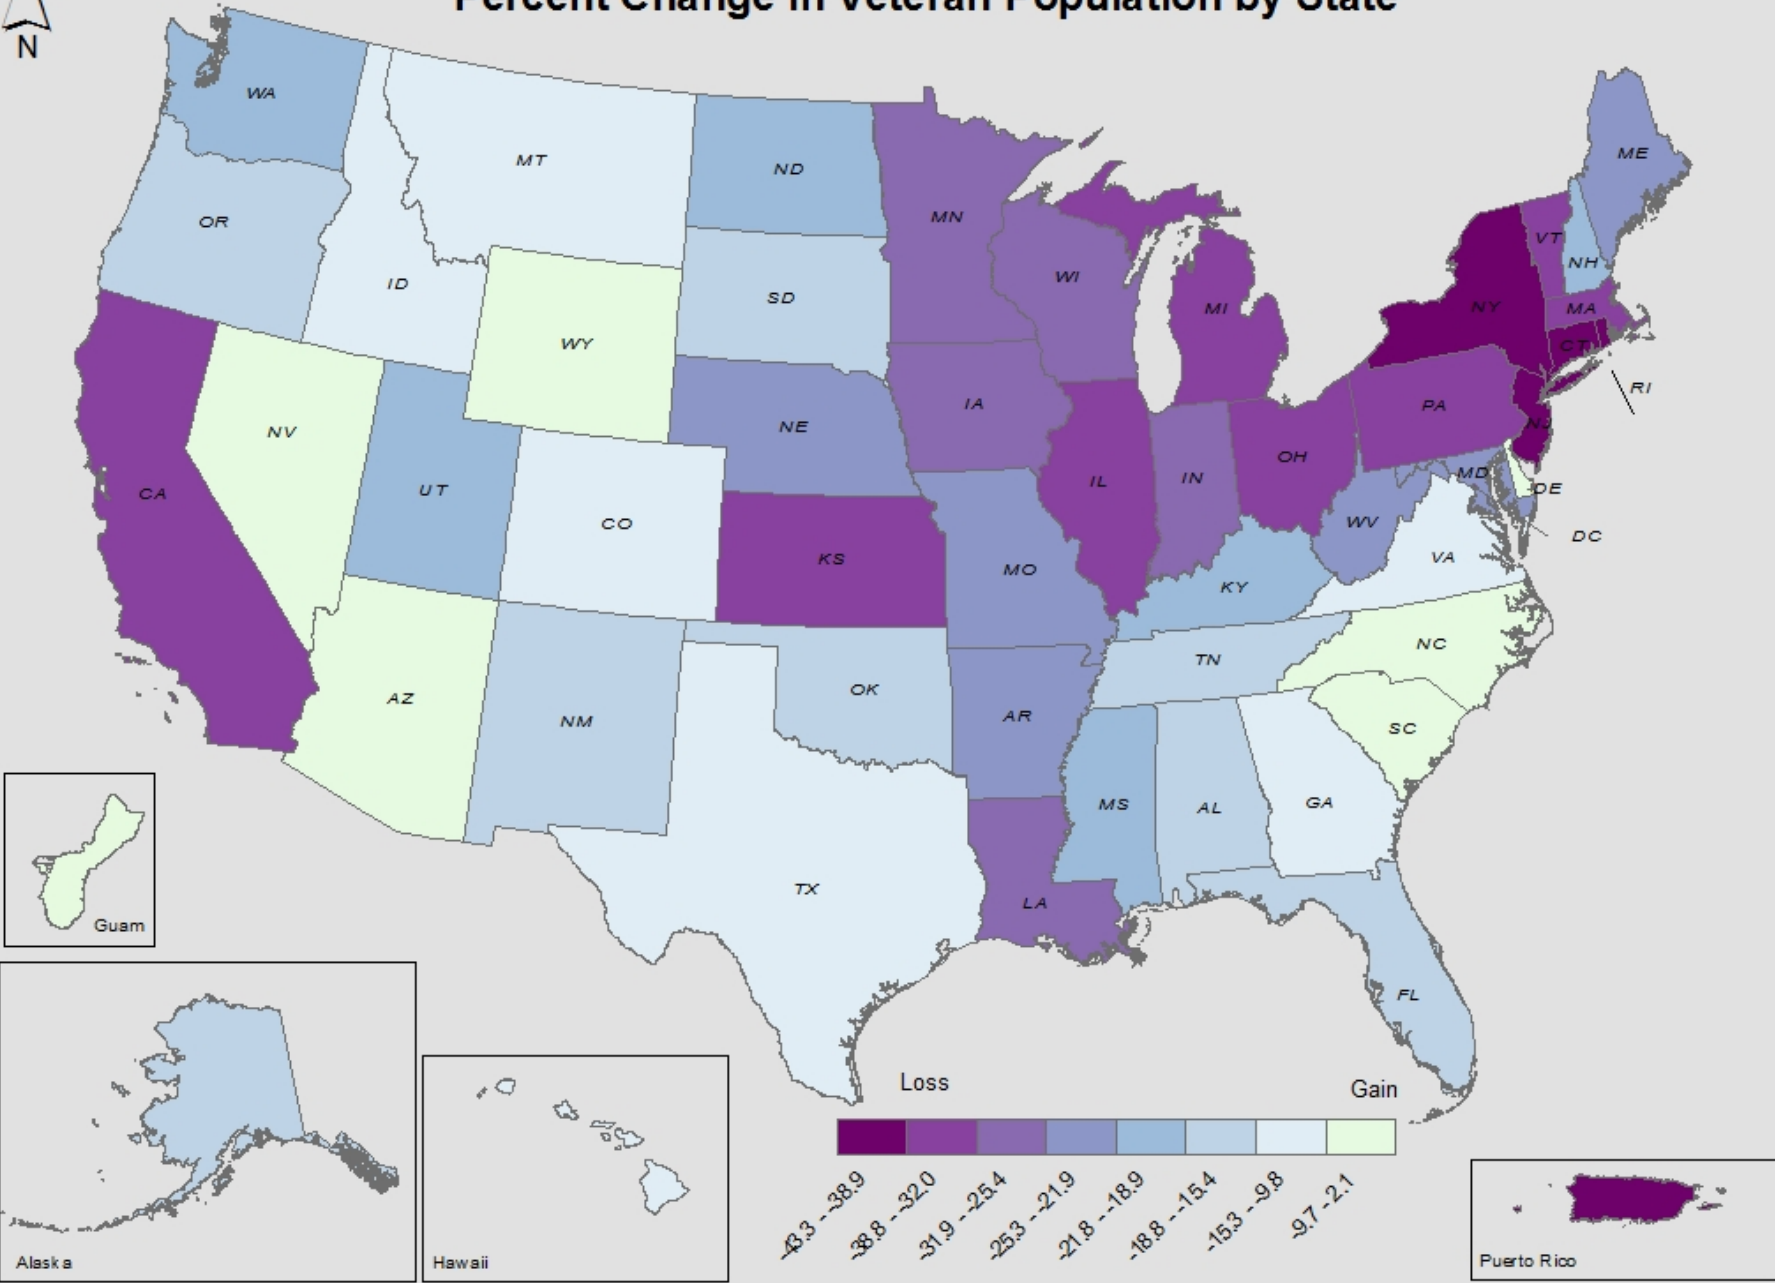 Percent Change in Veteran Population by State
N
WA
MT
ND
MN
ME
OR
ID
SD
WI
MI
VT
NH
NY
MA
WY
CT
RI
NV
NE
IA
PA
NJ
UT
CA
CO
IL
IN
OH
MD
DE
DC
KS
MO
WV
VA
KY
AZ
NM
OK
TN
NC
AR
SC
MS
AL
GA
TX
LA
FL
Guam
Alaska
Hawaii
Puerto Rico
Loss
Gain
-43.3 - -38.9
-38.8 - -32.0
-31.9 - -25.4
-25.3 - -21.9
-21.8 - -18.9
-18.8 - -15.4
-15.3 - -9.8
-9.7 - 2.1